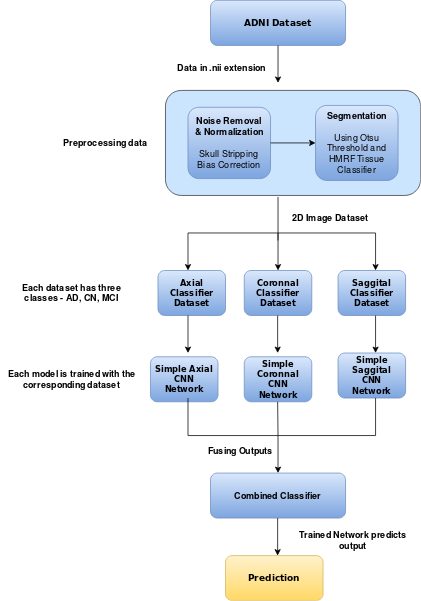 ADNI Dataset
Data in .nii extension
Preprocessing data
Noise Removal
& Normalization
Skull Stripping
Bias Correction
Segmentation
Using Otsu
Threshold and
HMRF Tissue
Classifier
2D Image Dataset
Each dataset has three
classes - AD, CN, MCI
Axial
Classifier
Dataset
Coronnal
Classifier
Dataset
Saggital
Classifier
Dataset
Each model is trained with the
corresponding dataset
Simple Axial
CNN
Network
Simple
Coronnal
CNN
Network
Simple
Saggital
CNN
Network
Fusing Outputs
Combined Classifier
Trained Network predicts
output
Prediction